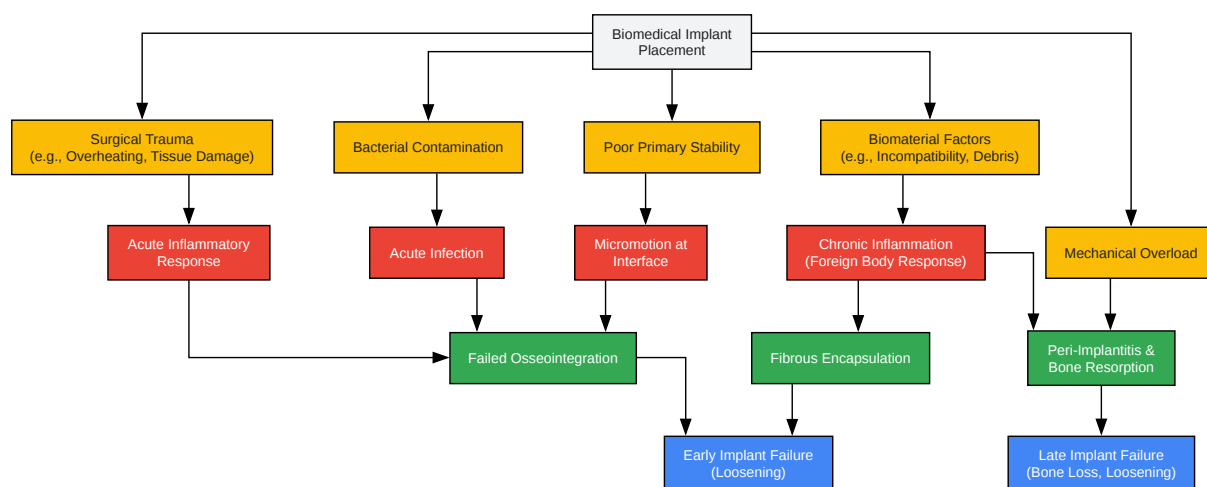 Biomedical Implant
Placement
Surgical Trauma
(e.g., Overheating, Tissue Damage)
Bacterial Contamination
Poor Primary Stability
Biomaterial Factors
(e.g., Incompatibility, Debris)
Acute Inflammatory
Response
Acute Infection
Micromotion at
Interface
Chronic Inflammation
(Foreign Body Response)
Mechanical Overload
Failed Osseointegration
Fibrous Encapsulation
Peri-Implantitis &
Bone Resorption
Early Implant Failure
(Loosening)
Late Implant Failure
(Bone Loss, Loosening)